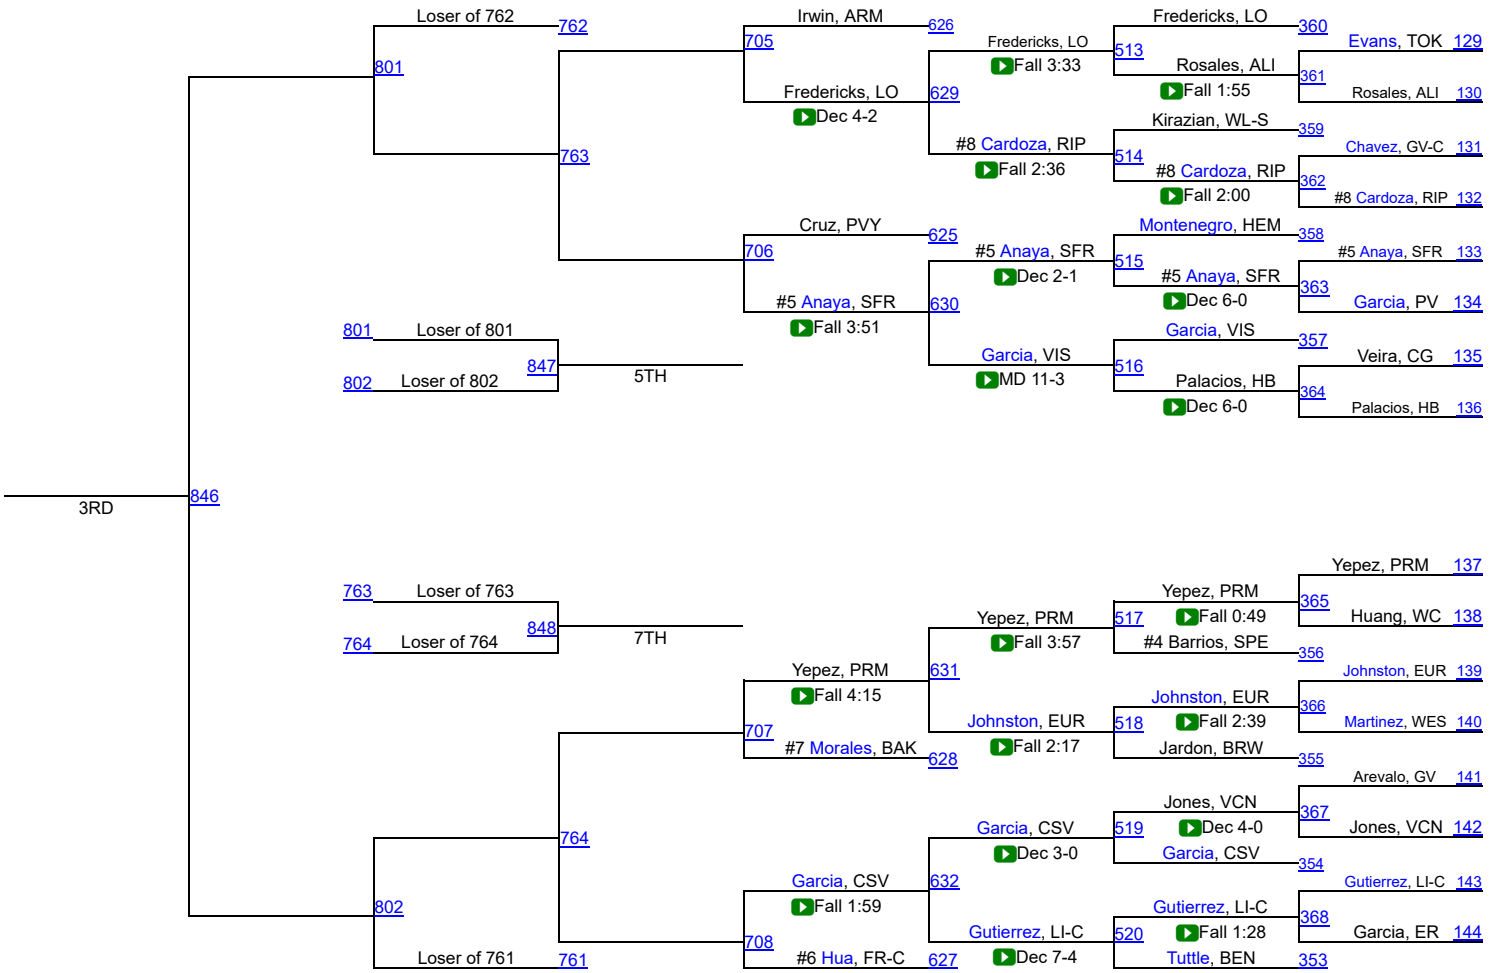 Loser of 762
762
Irwin, ARM
626
Fredericks, LO
360
Evans, TOK 129
705
Fredericks, LO
513
Fall 3:33
Rosales, ALI
361
801
Fredericks, LO
629
Fall 1:55
Rosales, ALI 130
Dec 4-2
Kirazian, WL-S
359
Chavez, GV-C 131
763
#8 Cardoza, RIP
514
Fall 2:36
#8 Cardoza, RIP
362
Fall 2:00
#8 Cardoza, RIP 132
Cruz, PVY
625
Montenegro, HEM
358
706
#5 Anaya, SFR
515
#5 Anaya, SFR 133
Dec 2-1
#5 Anaya, SFR
363
#5 Anaya, SFR
630
Dec 6-0
Garcia, PV 134
Fall 3:51
801 Loser of 801
Garcia, VIS
357
847
Garcia, VIS
516
Veira, CG 135
5TH
MD 11-3
Palacios, HB
364
802 Loser of 802
Dec 6-0
Palacios, HB 136
846
3RD
Yepez, PRM 137
763 Loser of 763
Yepez, PRM
365
848
Yepez, PRM
517
Fall 0:49
Huang, WC 138
7TH
Fall 3:57
764 Loser of 764
#4 Barrios, SPE
356
Yepez, PRM
631
Johnston, EUR 139
Fall 4:15
Johnston, EUR
366
707
Johnston, EUR
518
Fall 2:39
Martinez, WES 140
#7 Morales, BAK
628
Fall 2:17
Jardon, BRW
355
Arevalo, GV 141
Jones, VCN
367
764
Garcia, CSV
519
Dec 4-0
Jones, VCN 142
Dec 3-0
Garcia, CSV
354
Garcia, CSV
632
Gutierrez, LI-C 143
802
Fall 1:59
Gutierrez, LI-C
368
708
Gutierrez, LI-C
520
Fall 1:28
Garcia, ER 144
Loser of 761
761
#6 Hua, FR-C
627
Dec 7-4
Tuttle, BEN
353